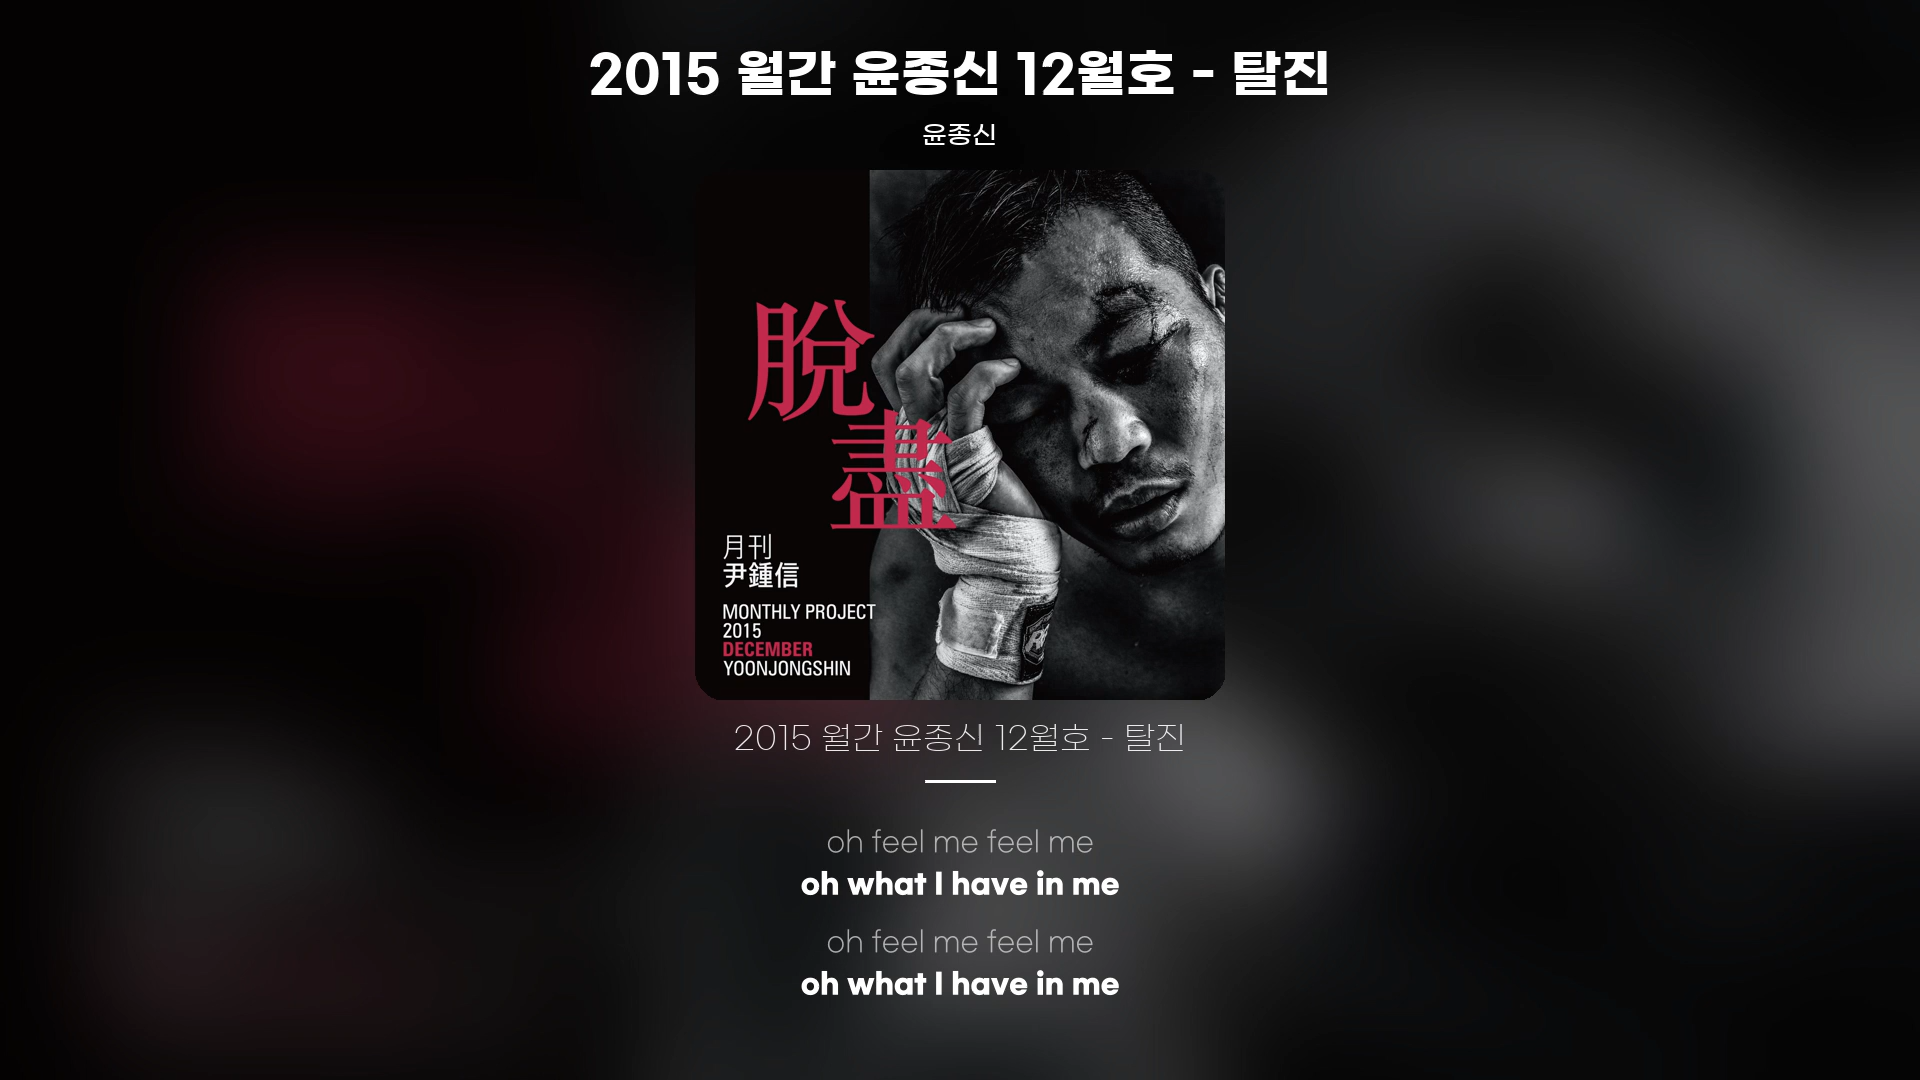 2015 월간 윤종신 12월호 - 탈진
윤종신
脫
盡
月刊
尹鍾信
MONTHLY PROJECT
2015
DECEMBER
YOONJONGSHIN
2015 월간 윤종신 12월호 - 탈진
oh feel me feel me
oh what I have in me
oh feel me feel me
oh what I have in me